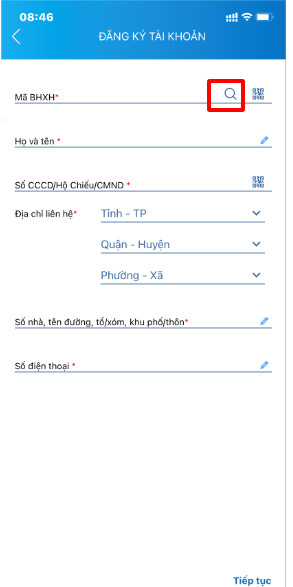 08:46
ĐĂNG KÝ TÀI KHOẢN
Mã BHXH*
Họ và tên *
Số CCCD/Hộ Chiếu/CMND *
Địa chỉ liên hệ* Tỉnh - TP
Quận - Huyện
Phường - Xã
Số nhà, tên đường, tổ/xóm, khu phố/thôn*
Số điện thoại *
Tiếp tục